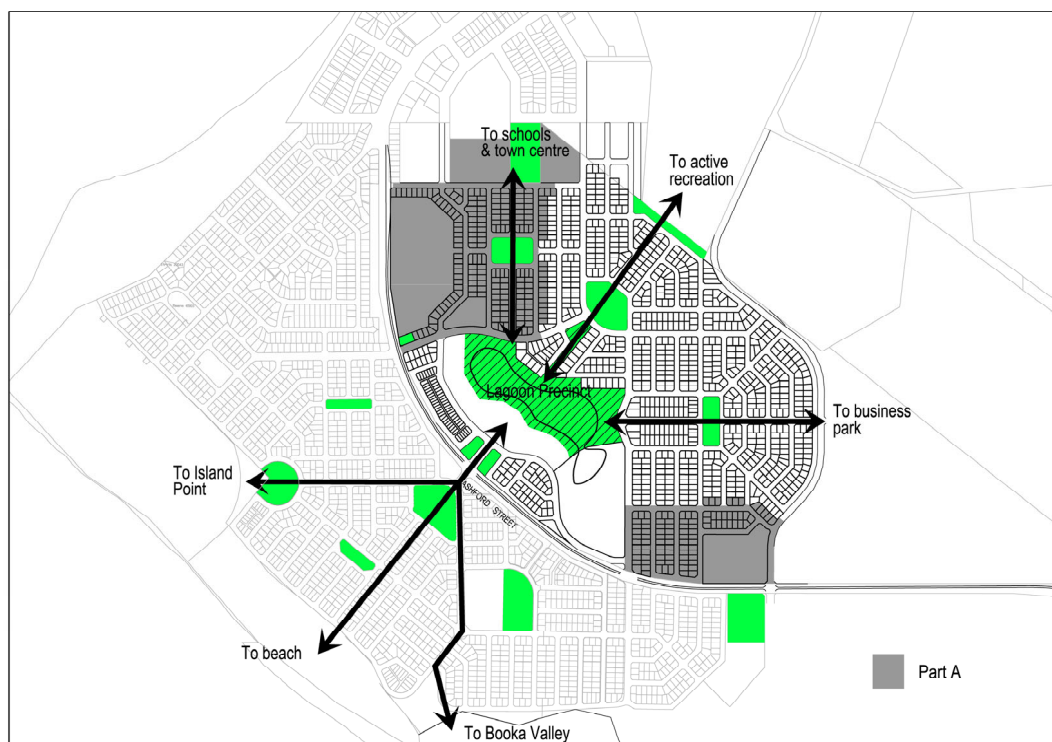 To schools
& town centre
To active
recreation
Lagoon Precinct
To business
park
To Island
Point
ASHFORD STREET
To beach
Part A
To Booka Valley